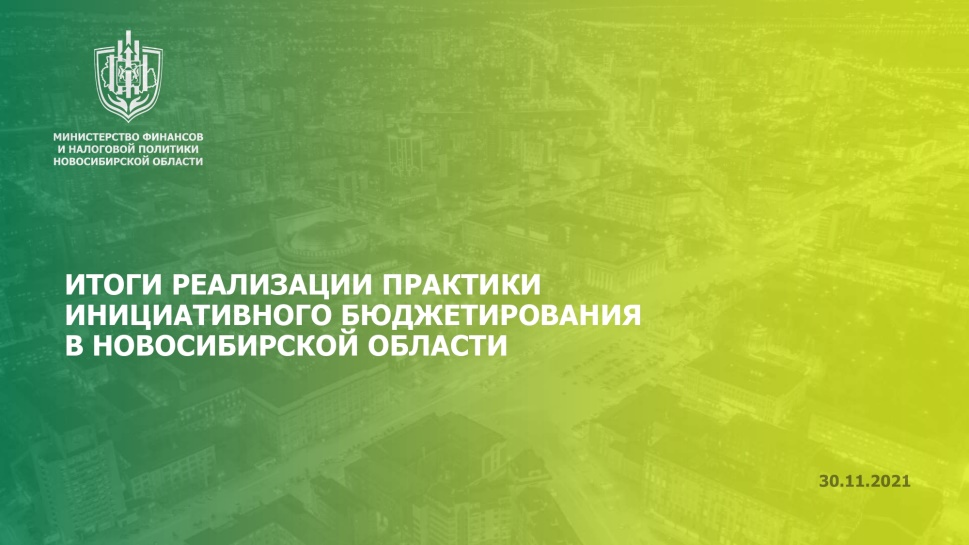 МИНИСТЕРСТВО ФИНАНСОВ
И НАЛОГОВОЙ ПОЛИТИКИ
НОВОСИБИРСКОЙ ОБЛАСТИ
ИТОГИ РЕАЛИЗАЦИИ ПРАКТИКИ
ИНИЦИАТИВНОГО БЮДЖЕТИРОВАНИЯ
В НОВОСИБИРСКОЙ ОБЛАСТИ
30.11.2021